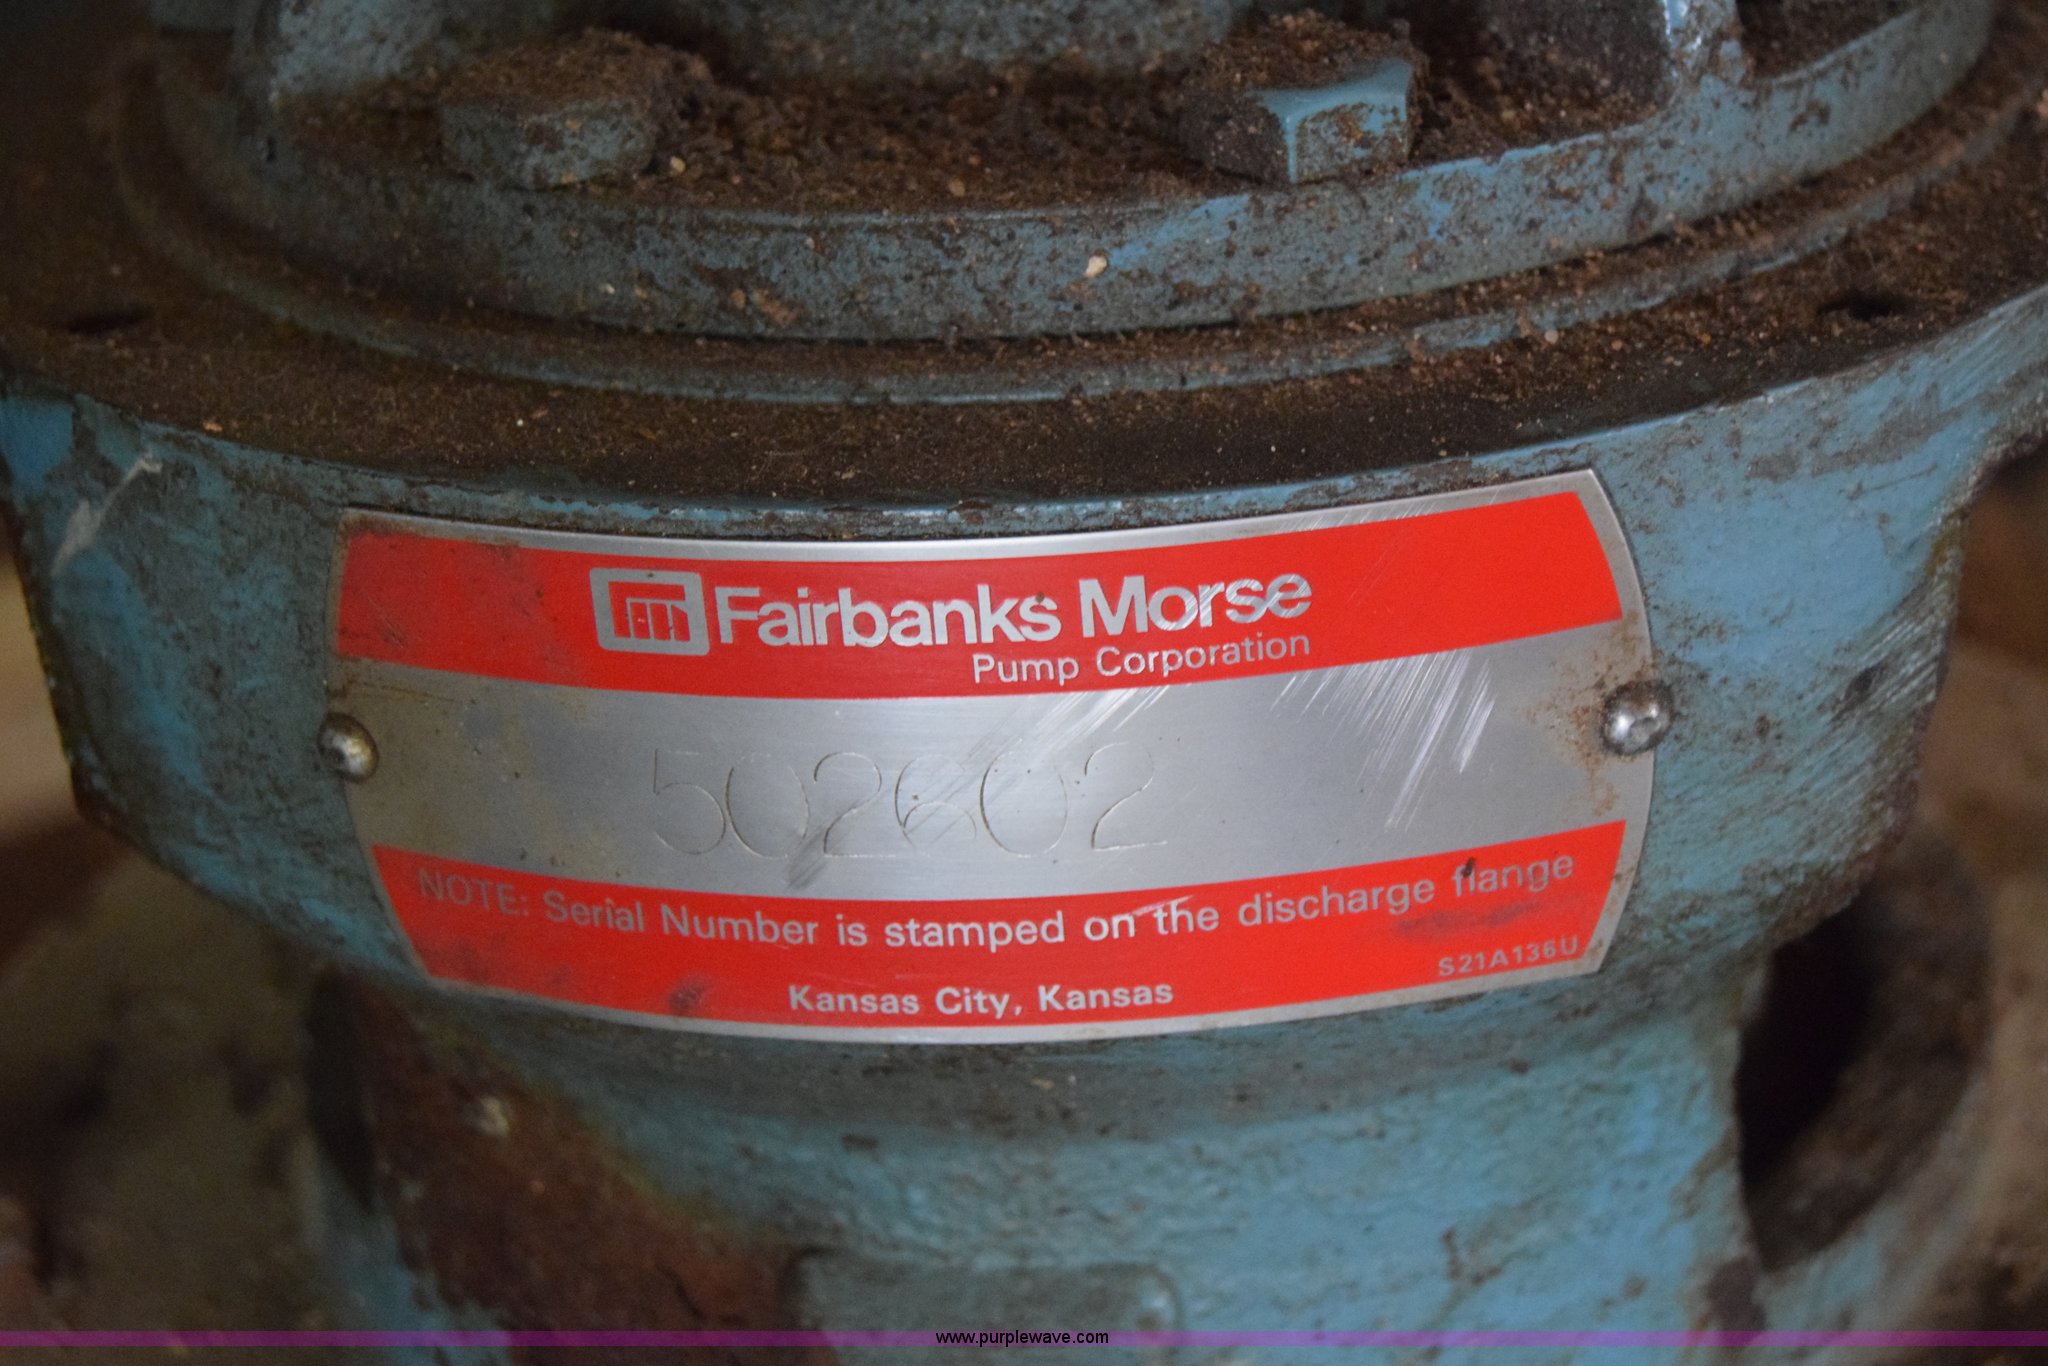 Fairbanks Morse
Pump Corporation
502602
NOTE: Serial Number is stamped on the discharge flange
S21A136U
Kansas City, Kansas
www.purplewave.com